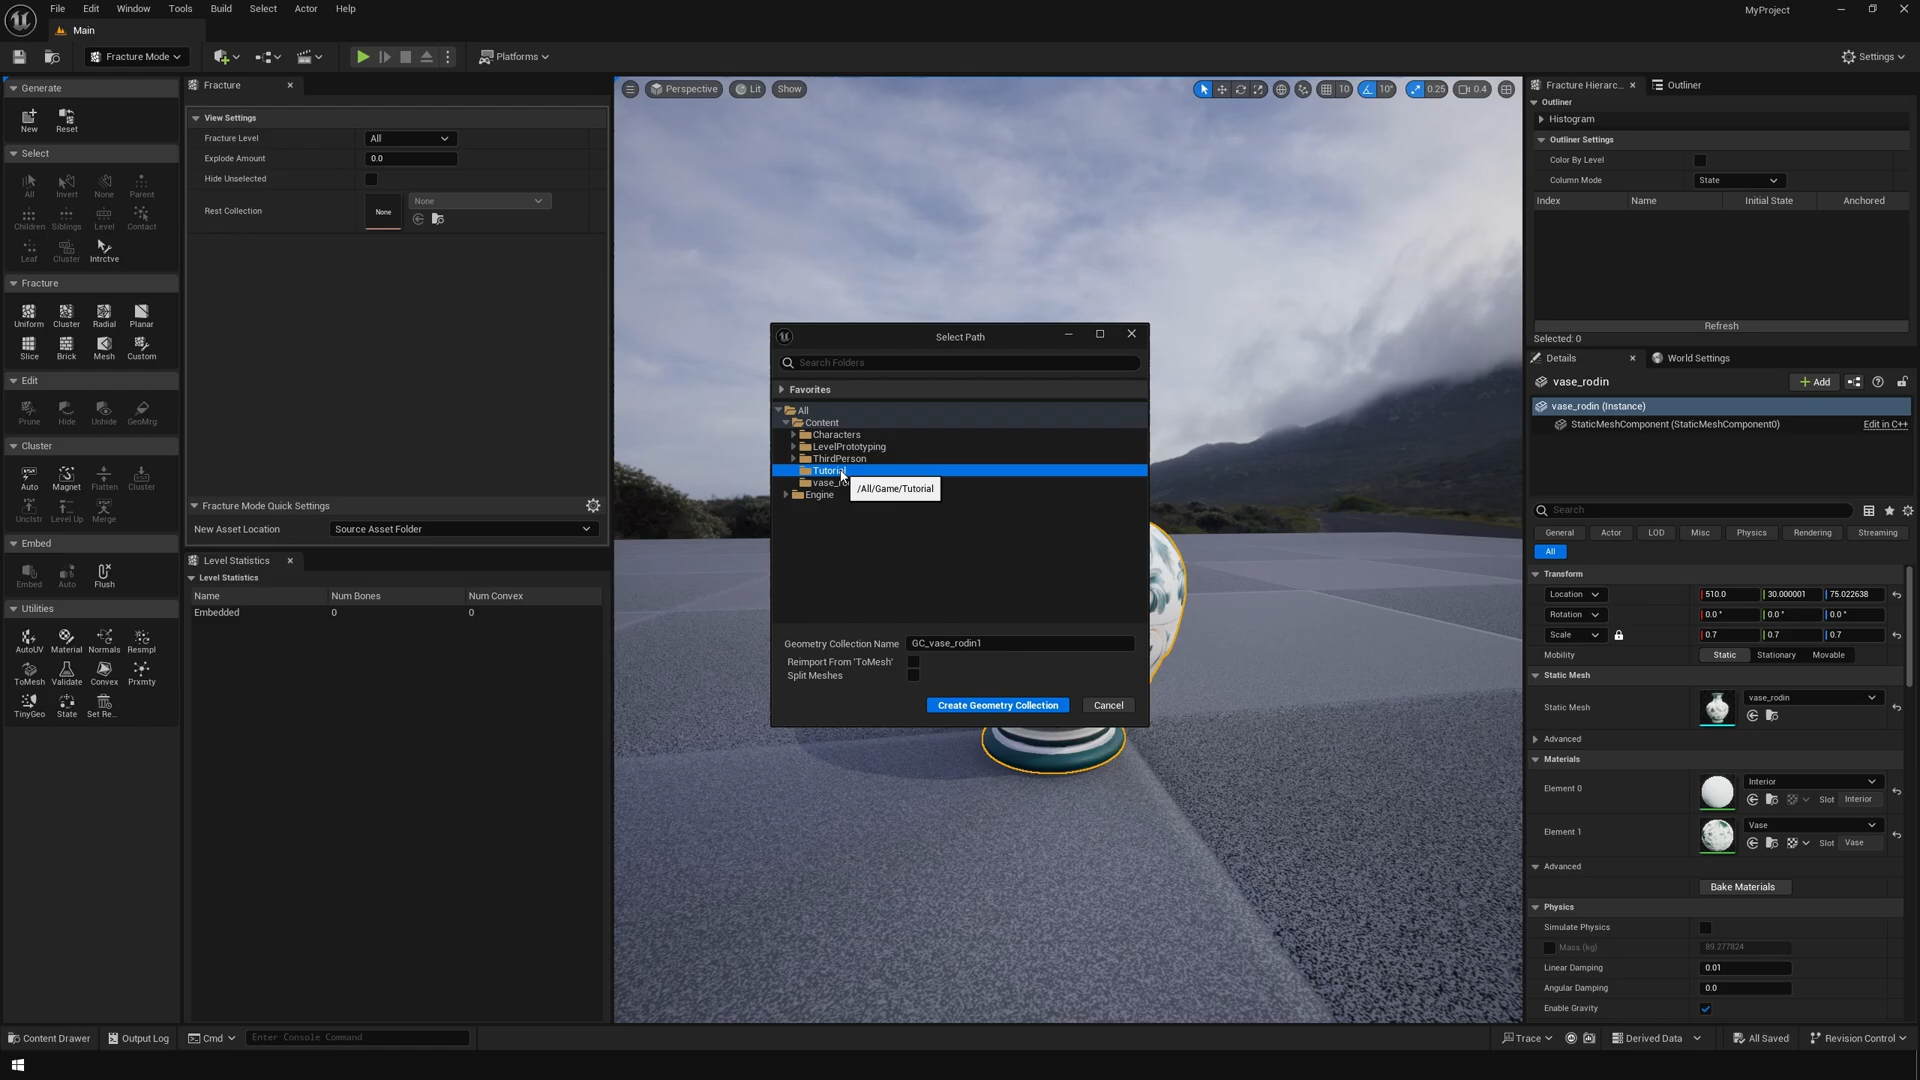 File Edit Window Tools Build Select Actor Help
MyProject
Main
Fracture Mode
Platforms
Settings
Generate
New Reset
Select
All Invert None Parent
Children Siblings Level Contact
Leaf Cluster Intrctve
Fracture
Uniform Cluster Radial Planar
Slice Brick Mesh Custom
Edit
Prune Hide Unhide GeoMrg
Cluster
Auto Magnet Flatten Cluster
Unclstr Level Up Merge
Embed
Embed Auto Flush
Utilities
AutoUV Material Normals Resmpl
ToMesh Validate Convex Prxmty
TinyGeo State Set Re...
Fracture
View Settings
Fracture Level All
Explode Amount 0.0
Hide Unselected
Rest Collection None None
Fracture Mode Quick Settings
New Asset Location Source Asset Folder
Level Statistics
Level Statistics
Name Num Bones Num Convex
Embedded 0 0
Perspective Lit Show
10 10° 0.25 0.4
Select Path
Search Folders
Favorites
All
Content
Characters
LevelPrototyping
ThirdPerson
Tutorial
/All/Game/Tutorial
Engine
Geometry Collection Name GC_vase_rodin1
Reimport From 'ToMesh'
Split Meshes
Create Geometry Collection Cancel
Fracture Hierarc... Outliner
Outliner
Histogram
Outliner Settings
Color By Level
Column Mode State
Index Name Initial State Anchored
Refresh
Selected: 0
Details World Settings
vase_rodin
Add
vase_rodin (Instance)
StaticMeshComponent (StaticMeshComponent0) Edit in C++
Search
General Actor LOD Misc Physics Rendering Streaming
All
Transform
Location 510.0 30.000001 75.022638
Rotation 0.0 ° 0.0 ° 0.0 °
Scale 0.7 0.7 0.7
Mobility Static Stationary Movable
Static Mesh
Static Mesh vase_rodin
Advanced
Materials
Element 0 Interior
Slot Interior
Element 1 Vase
Slot Vase
Advanced
Bake Materials
Physics
Simulate Physics
Mass (kg) 89.277824
Linear Damping 0.01
Angular Damping 0.0
Enable Gravity
Content Drawer Output Log Cmd Enter Console Command
Trace Derived Data All Saved Revision Control